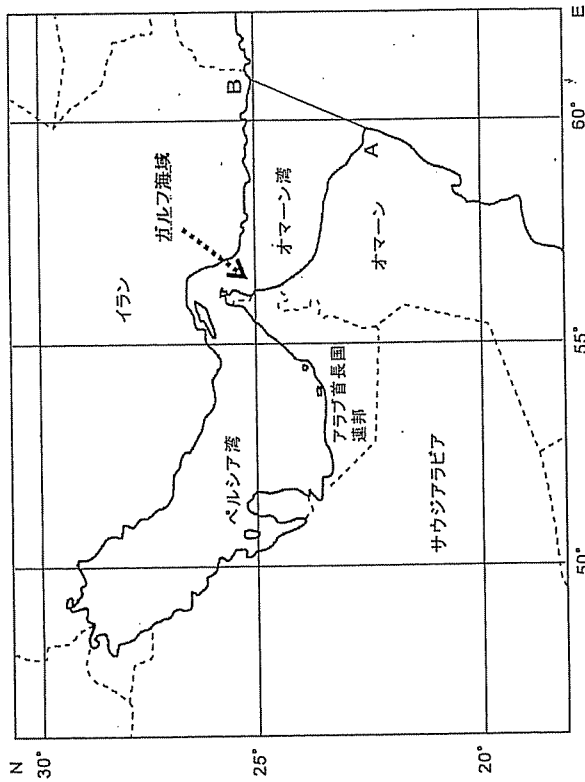 N
30°
25°
20°
イラン
ガルフ海域
B
ペルシア湾
オマーン湾
A
アラブ首長国
連邦
オマーン
サウジアラビア
50°
55°
60°
E